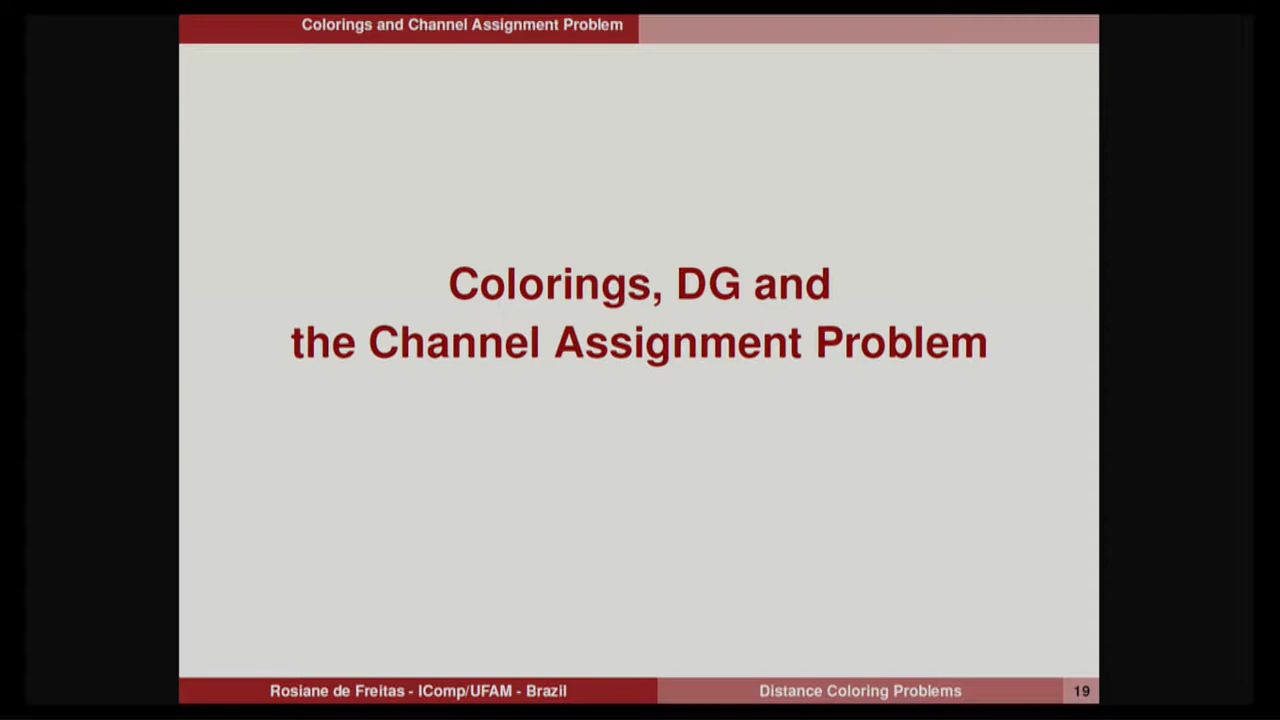 Colorings and Channel Assignment Problem
Colorings, DG and
the Channel Assignment Problem
Rosiane de Freitas - IComp/UFAM - Brazil
Distance Coloring Problems
19